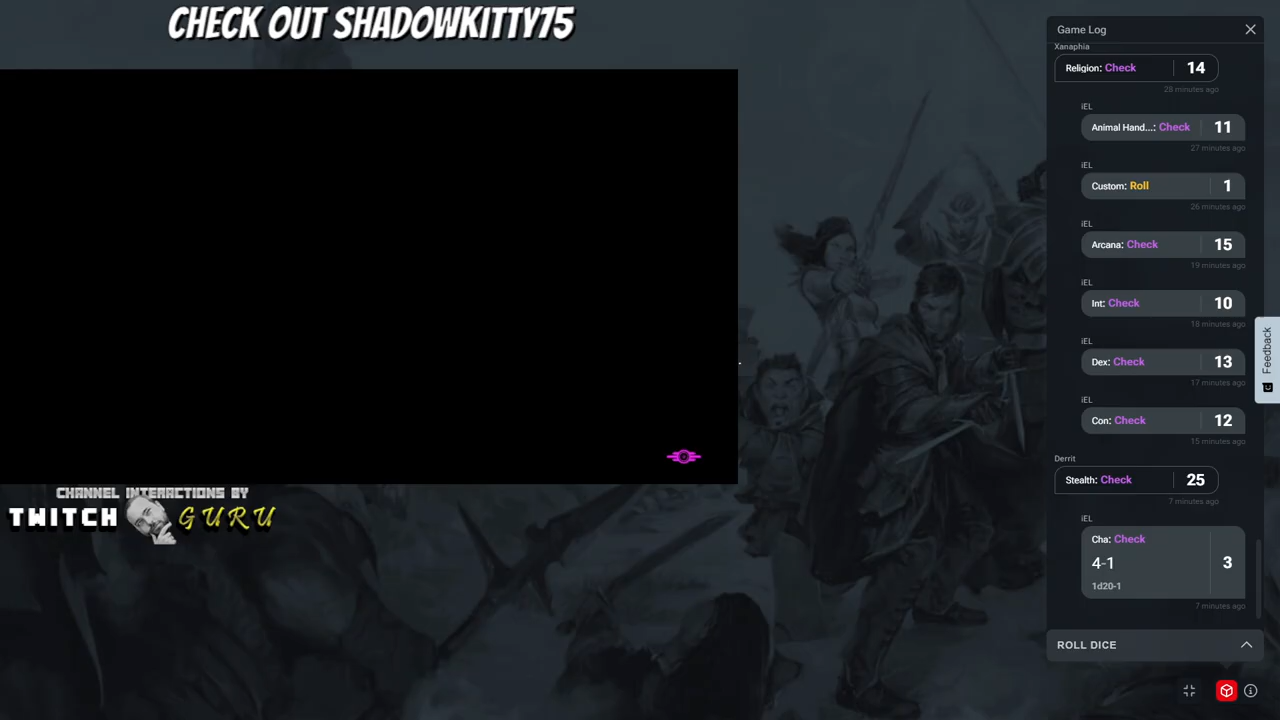 CHECK OUT SHADOWKITTY75
CHANNEL INTERACTIONS BY
TWITCH GURU
Game Log
Xanaphia
Religion: Check 14
28 minutes ago
iEL
Animal Hand...: Check 11
27 minutes ago
iEL
Custom: Roll 1
26 minutes ago
iEL
Arcana: Check 15
19 minutes ago
iEL
Int: Check 10
18 minutes ago
iEL
Dex: Check 13
17 minutes ago
iEL
Con: Check 12
15 minutes ago
Derrit
Stealth: Check 25
7 minutes ago
iEL
Cha: Check
4-1 3
1d20-1
7 minutes ago
ROLL DICE
Feedback